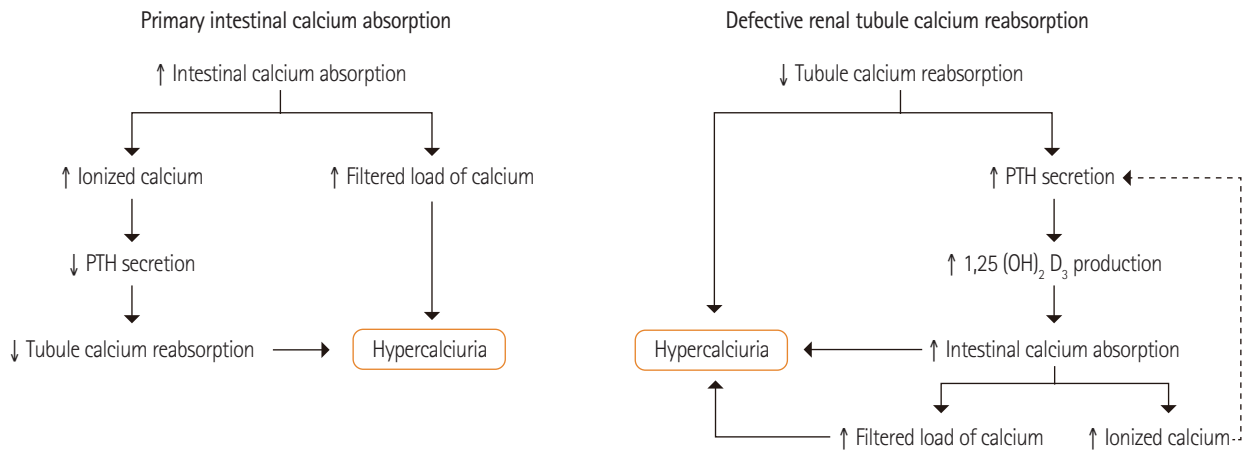 Primary intestinal calcium absorption
↑ Intestinal calcium absorption
↑ Ionized calcium
↑ Filtered load of calcium
↓ PTH secretion
↓ Tubule calcium reabsorption
Hypercalciuria
Defective renal tubule calcium reabsorption
↓ Tubule calcium reabsorption
↑ PTH secretion
↑ 1,25 (OH)₂ D₃ production
Hypercalciuria
↑ Intestinal calcium absorption
↑ Filtered load of calcium
↑ Ionized calcium